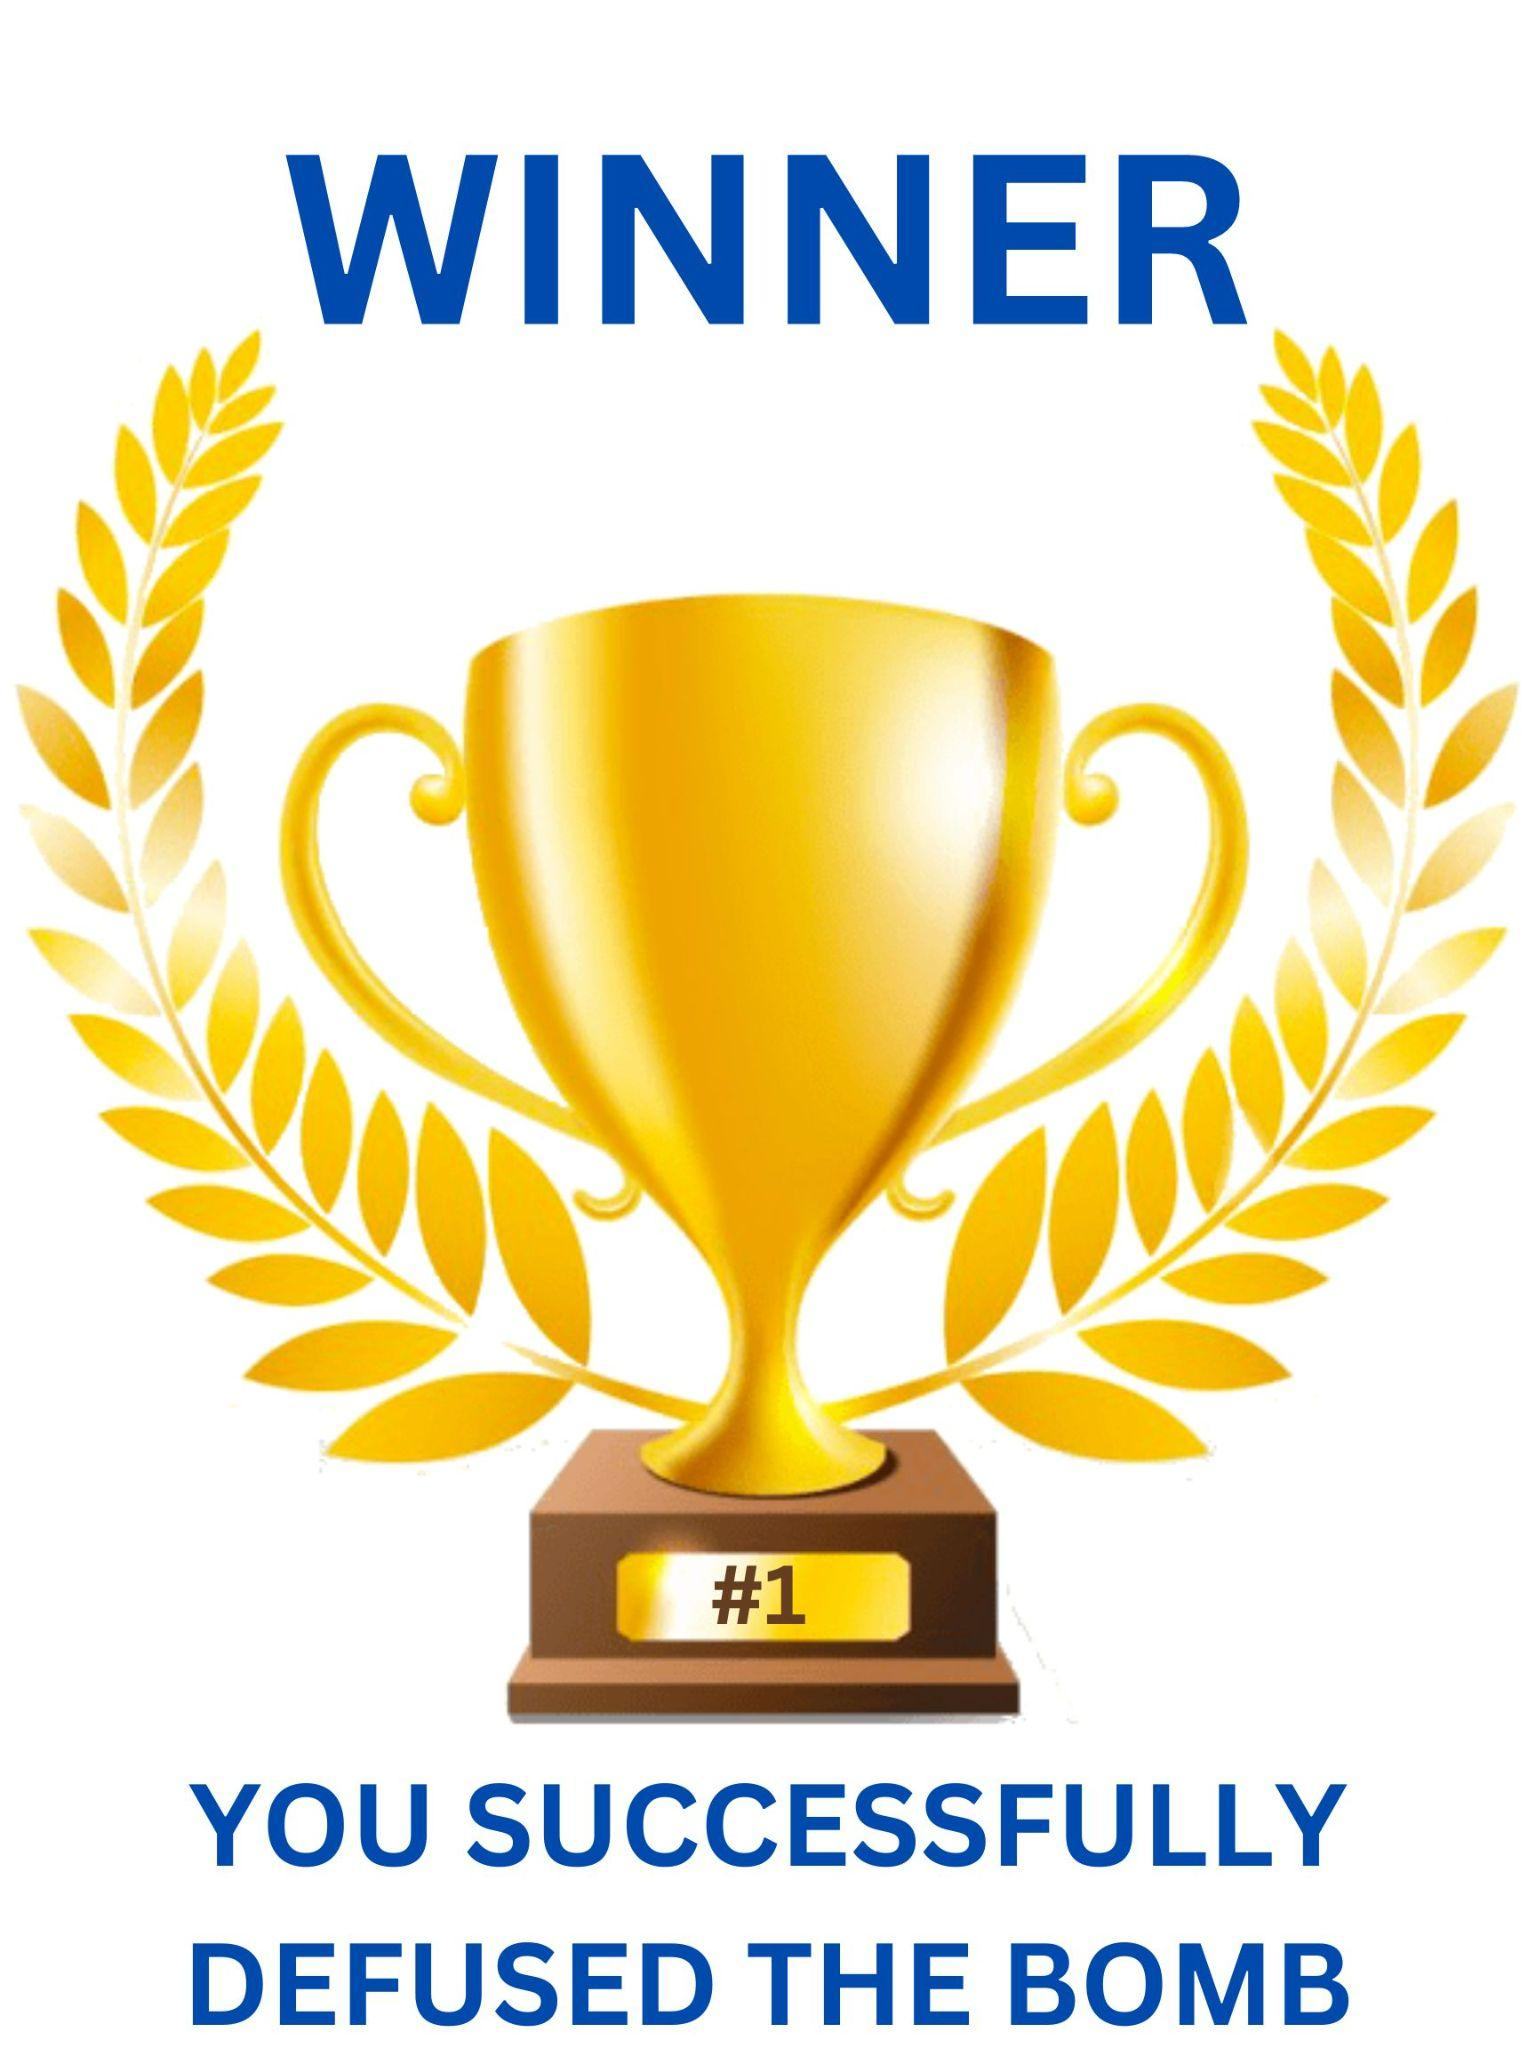 WINNER
#1
YOU SUCCESSFULLY
DEFUSED THE BOMB